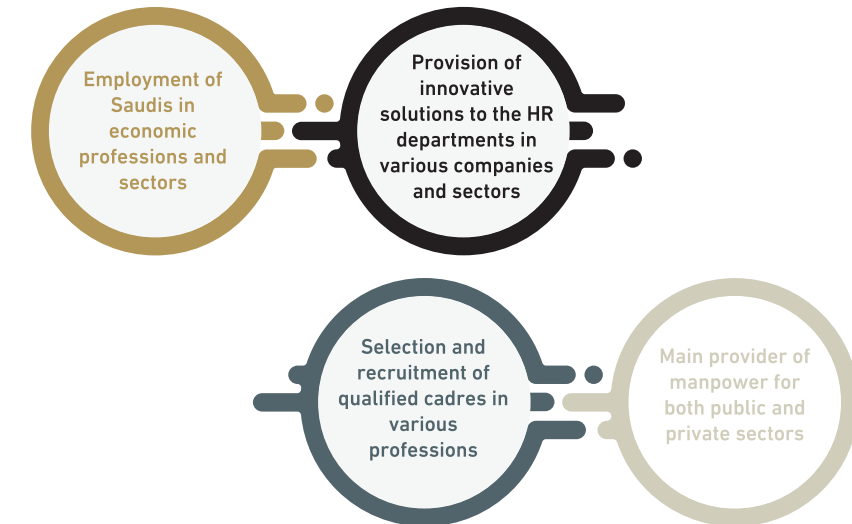 Employment of
Saudis in
economic
professions and
sectors
Provision of
innovative
solutions to the HR
departments in
various companies
and sectors
Selection and
recruitment of
qualified cadres in
various
professions
Main provider of
manpower for
both public and
private sectors